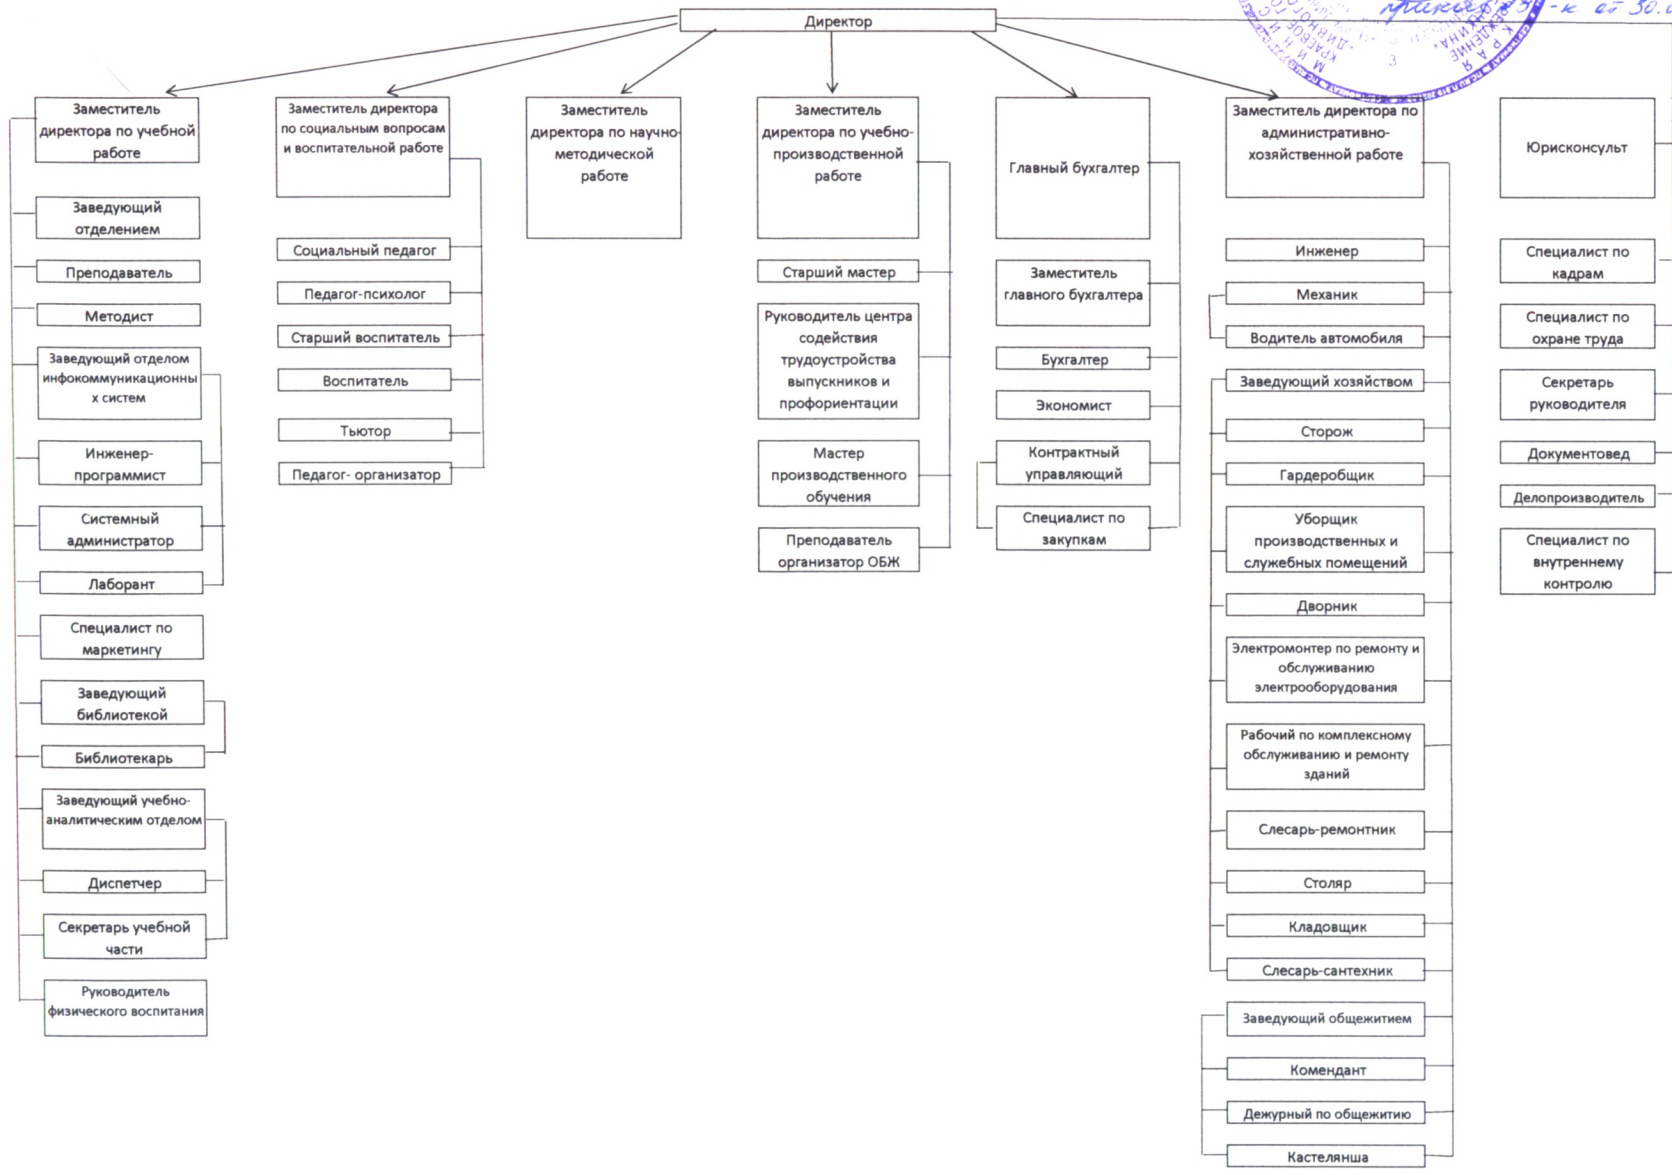 Директор
Заместитель
директора по учебной
работе
Заведующий
отделением
Преподаватель
Методист
Заведующий отделом
инфокоммуникационны
х систем
Инженер-
программист
Системный
администратор
Лаборант
Специалист по
маркетингу
Заведующий
библиотекой
Библиотекарь
Заведующий учебно-
аналитическим отделом
Диспетчер
Секретарь учебной
части
Руководитель
физического воспитания
Заместитель директора
по социальным вопросам
и воспитательной работе
Социальный педагог
Педагог-психолог
Старший воспитатель
Воспитатель
Тьютор
Педагог- организатор
Заместитель
директора по научно-
методической
работе
Заместитель
директора по учебно-
производственной
работе
Старший мастер
Руководитель центра
содействия
трудоустройства
выпускников и
профориентации
Мастер
производственного
обучения
Преподаватель
организатор ОБЖ
Главный бухгалтер
Заместитель
главного бухгалтера
Бухгалтер
Экономист
Контрактный
управляющий
Специалист по
закупкам
Заместитель директора по
административно-
хозяйственной работе
Инженер
Механик
Водитель автомобиля
Заведующий хозяйством
Сторож
Гардеробщик
Уборщик
производственных и
служебных помещений
Дворник
Электромонтер по ремонту и
обслуживанию
электрооборудования
Рабочий по комплексному
обслуживанию и ремонту
зданий
Слесарь-ремонтник
Столяр
Кладовщик
Слесарь-сантехник
Заведующий общежитием
Комендант
Дежурный по общежитию
Кастелянша
Юрисконсульт
Специалист по
кадрам
Специалист по
охране труда
Секретарь
руководителя
Документовед
Делопроизводитель
Специалист по
внутреннему
контролю